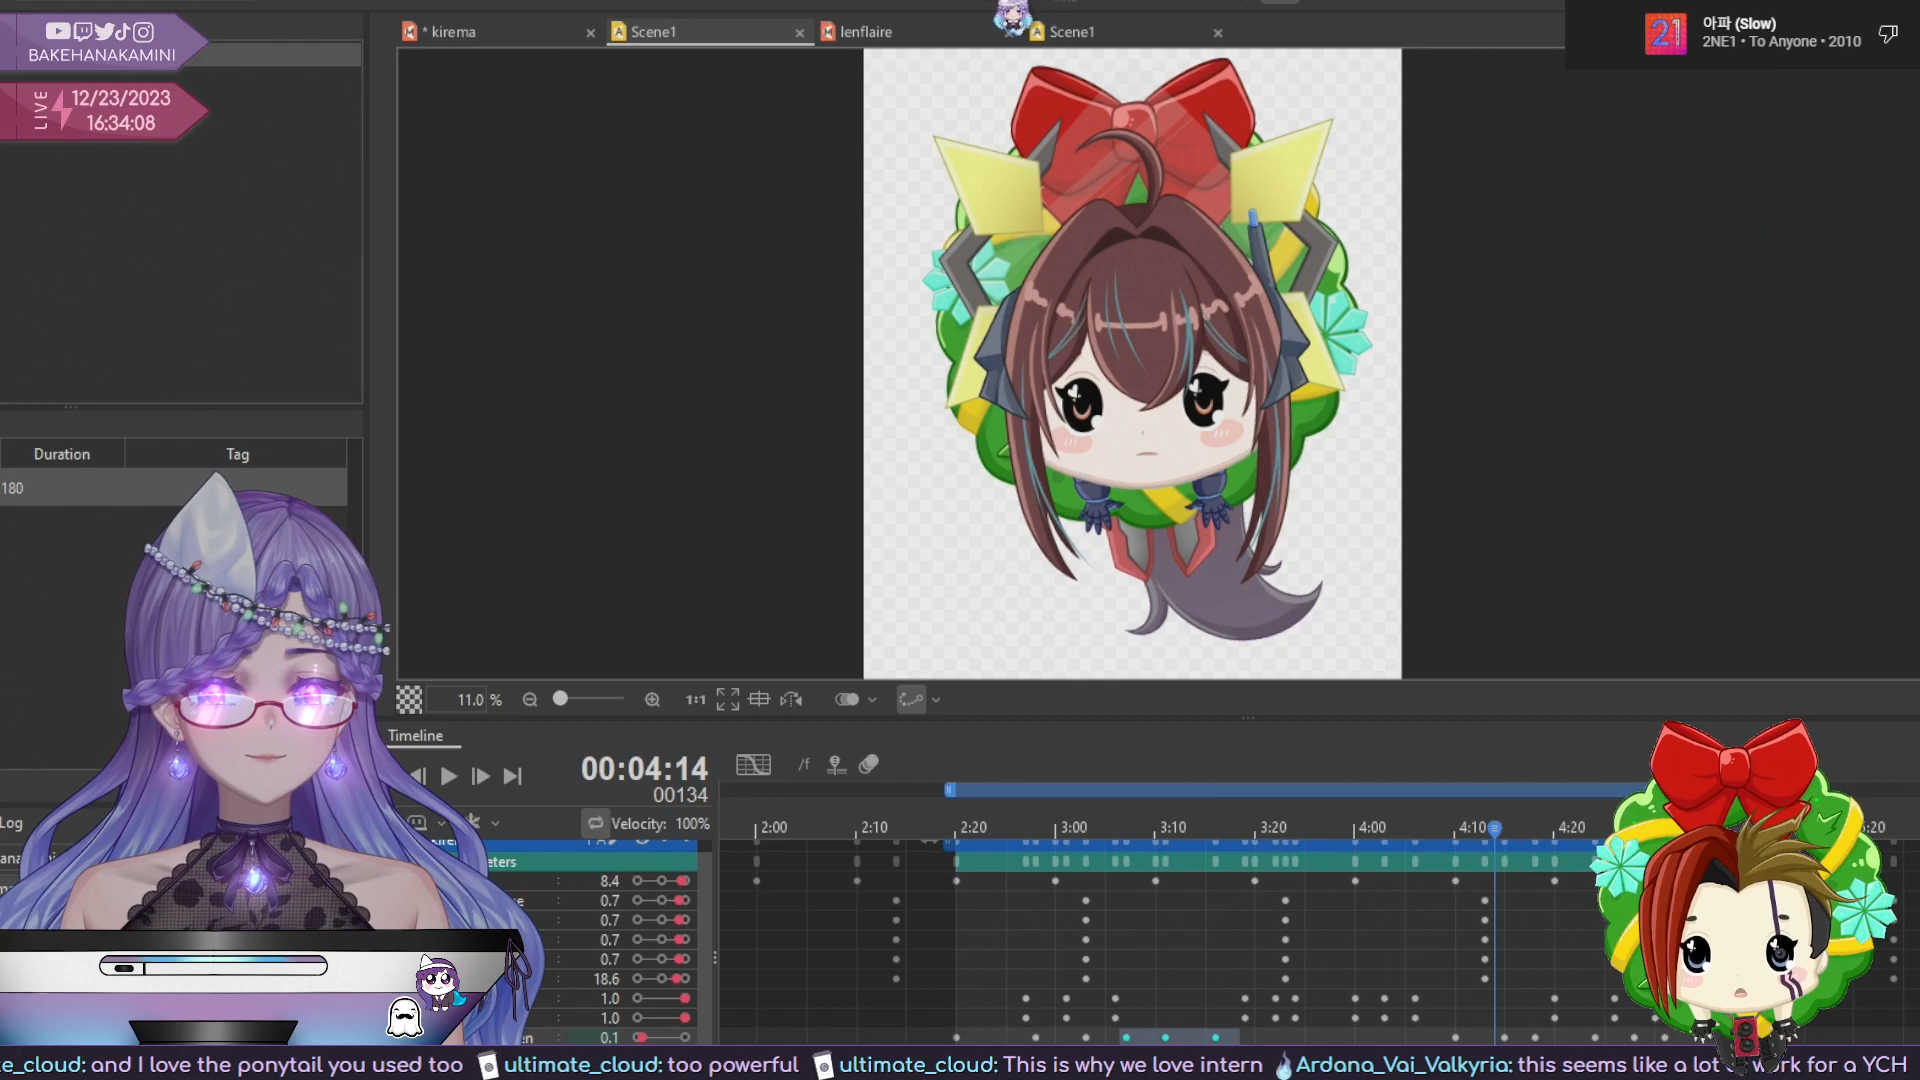 BAKEHANAKAMINI
LIVE
12/23/2023
16:34:08
* kirema
Scene1
lenflaire
Scene1
21
아파 (Slow)
2NE1 • To Anyone • 2010
Duration
Tag
180
11.0 %
1:1
Timeline
00:04:14
00134
Velocity: 100%
Log
2:00
2:10
2:20
3:00
3:10
3:20
4:00
4:10
4:20
:20
eters
8.4
0.7
0.7
0.7
0.7
18.6
1.0
1.0
0.1
e_cloud: and I love the ponytail you used too
ultimate_cloud: too powerful
ultimate_cloud: This is why we love intern
Ardana_Vai_Valkyria: this seems like a lot work for a YCH